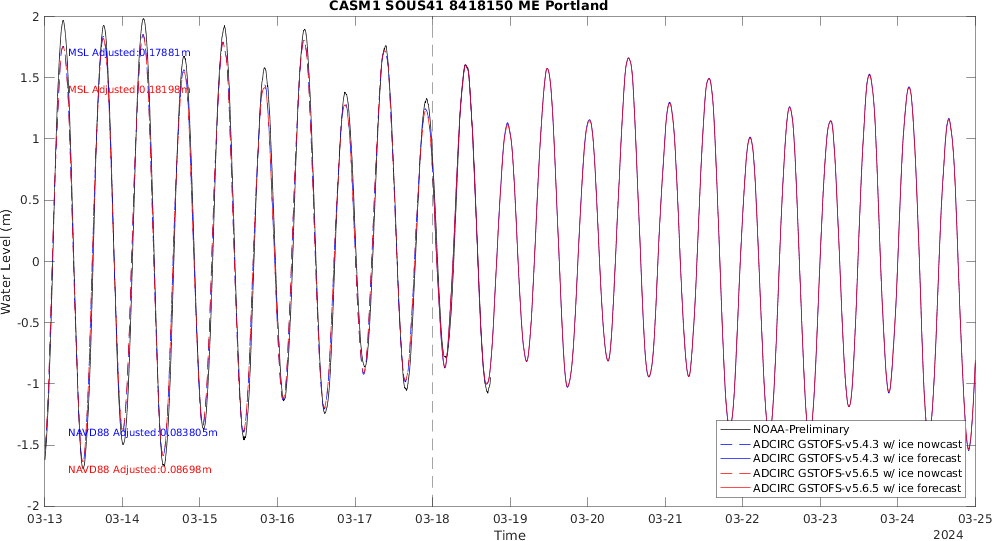 CASM1 SOUS41 8418150 ME Portland
2
1.5
1
0.5
0
-0.5
-1
-1.5
-2
Water Level (m)
MSL Adjusted:0.17881m
MSL Adjusted:0.18198m
NAVD88 Adjusted:0.083805m
NAVD88 Adjusted:0.08698m
NOAA-Preliminary
ADCIRC GSTOFS-v5.4.3 w/ ice nowcast
ADCIRC GSTOFS-v5.4.3 w/ ice forecast
ADCIRC GSTOFS-v5.6.5 w/ ice nowcast
ADCIRC GSTOFS-v5.6.5 w/ ice forecast
03-13 03-14 03-15 03-16 03-17 03-18 03-19 03-20 03-21 03-22 03-23 03-24 03-25
Time
2024